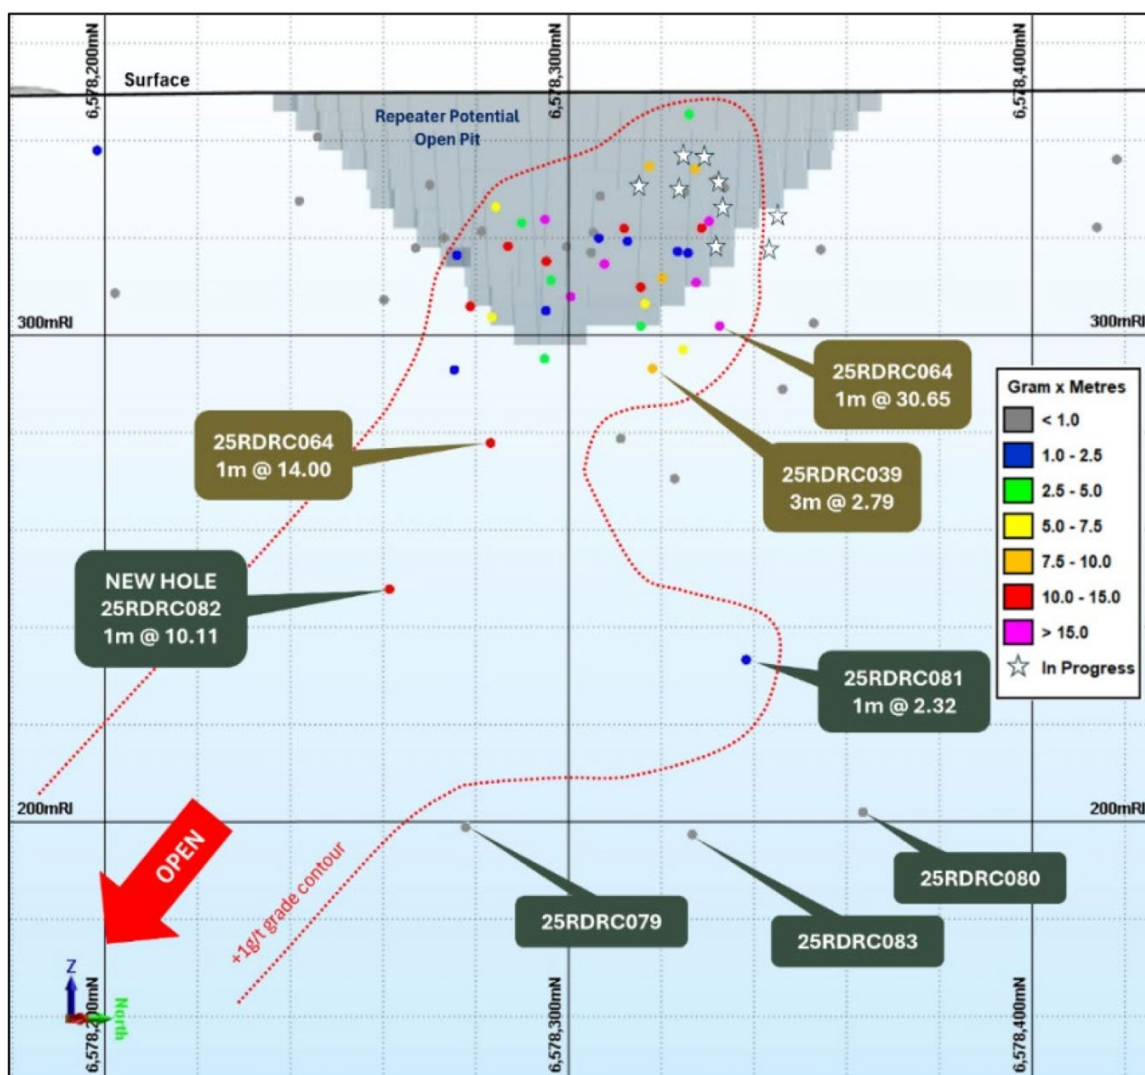 6,578,200mN
6,578,300mN
6,578,400mN
Surface
Repeater Potential
Open Pit
300mRl
300mRl
25RDRC064
1m @ 30.65
25RDRC064
1m @ 14.00
25RDRC039
3m @ 2.79
Gram x Metres
< 1.0
1.0 - 2.5
2.5 - 5.0
5.0 - 7.5
7.5 - 10.0
10.0 - 15.0
> 15.0
In Progress
NEW HOLE
25RDRC082
1m @ 10.11
25RDRC081
1m @ 2.32
200mRl
200mRl
OPEN
+1g/t grade contour
25RDRC080
25RDRC079
25RDRC083
Z
North
6,578,200mN
6,578,300mN
6,578,400mN